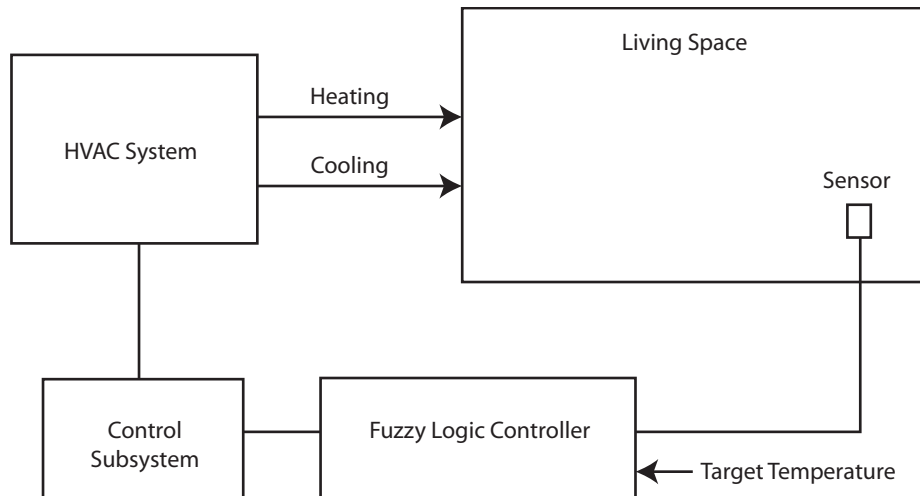 Living Space
Heating
HVAC System
Cooling
Sensor
Control
Subsystem
Fuzzy Logic Controller
Target Temperature